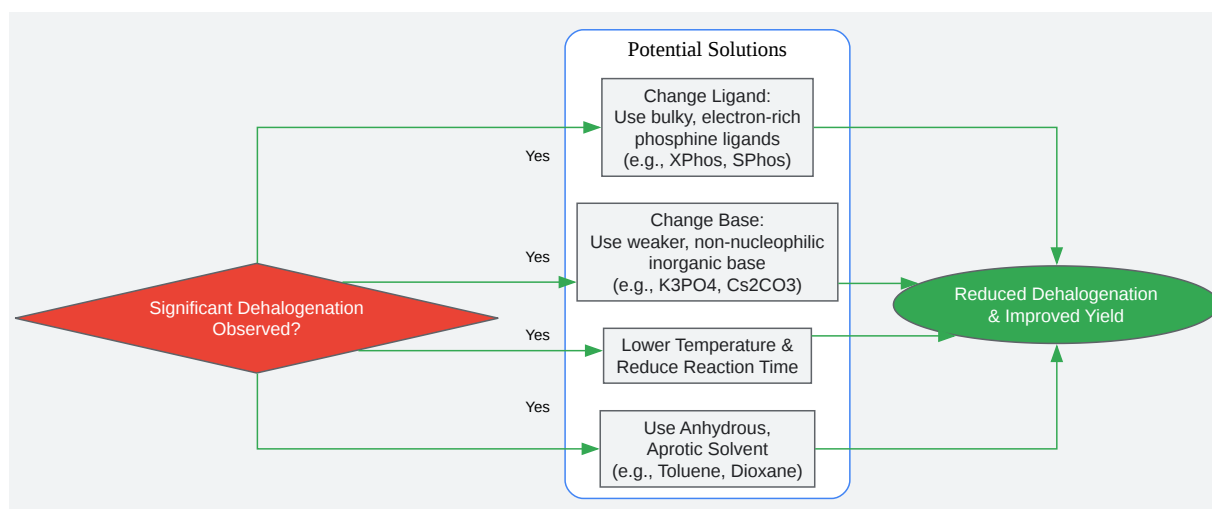 Potential Solutions
Change Ligand:
Use bulky, electron-rich
phosphine ligands
(e.g., XPhos, SPhos)
Yes
Change Base:
Use weaker, non-nucleophilic
inorganic base
(e.g., K3PO4, Cs2CO3)
Yes
Significant Dehalogenation
Observed?
Reduced Dehalogenation
& Improved Yield
Yes
Lower Temperature &
Reduce Reaction Time
Yes
Use Anhydrous,
Aprotic Solvent
(e.g., Toluene, Dioxane)